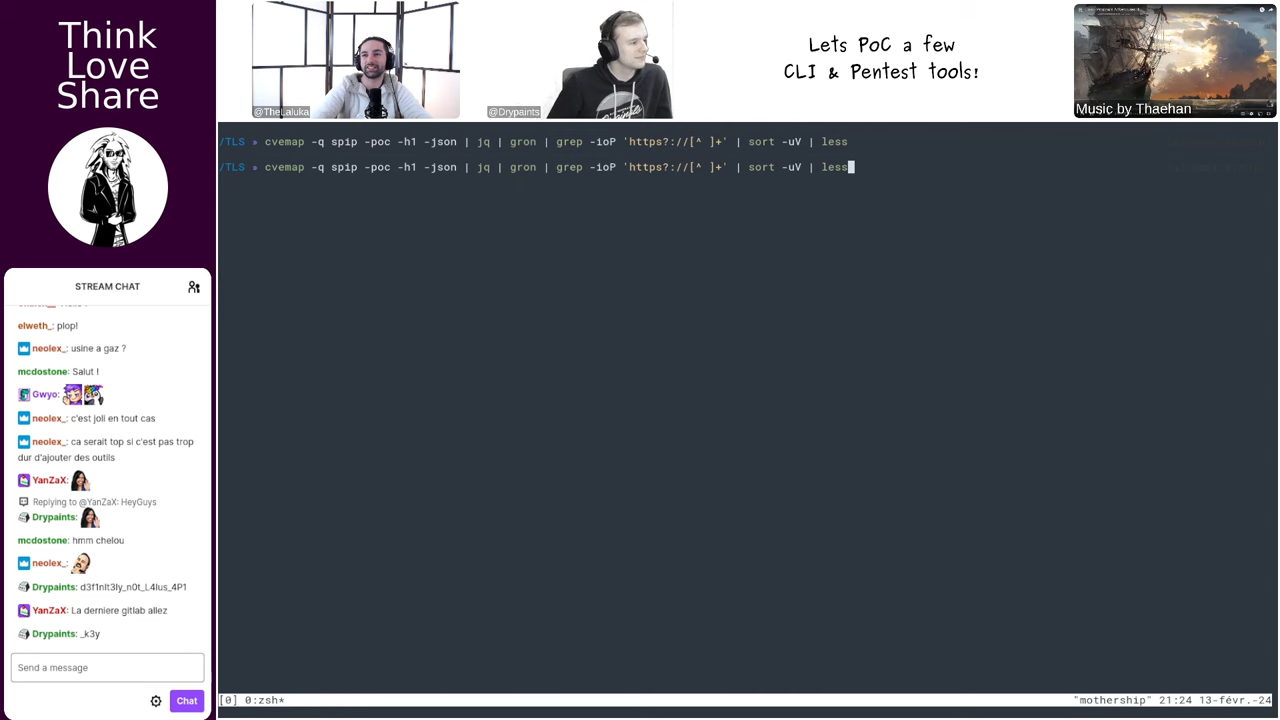 Think
Love
Share
@TheLaluka
@Drypaints
Lets PoC a few
CLI & Pentest tools!
Music by Thaehan
/TLS » cvemap -q spip -poc -h1 -json | jq | gron | grep -ioP 'https?://[^ ]+' | sort -uV | less
/TLS » cvemap -q spip -poc -h1 -json | jq | gron | grep -ioP 'https?://[^ ]+' | sort -uV | less
STREAM CHAT
elweth_: plop!
neolex_: usine a gaz ?
mcdostone: Salut !
Gwyo:
neolex_: c'est joli en tout cas
neolex_: ca serait top si c'est pas trop
dur d'ajouter des outils
YanZaX:
Replying to @YanZaX: HeyGuys
Drypaints:
mcdostone: hmm chelou
neolex_:
Drypaints: d3f1nIt3ly_n0t_L4lus_4P1
YanZaX: La derniere gitlab allez
Drypaints: _k3y
Send a message
Chat
[0] 0:zsh*
"mothership" 21:24 13-févr.-24